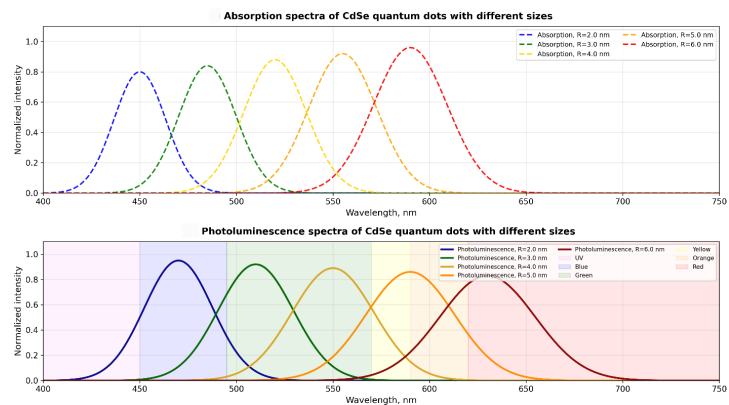 Absorption spectra of CdSe quantum dots with different sizes
Normalized intensity
1.0
0.8
0.6
0.4
0.2
0.0
Absorption, R=2.0 nm
Absorption, R=3.0 nm
Absorption, R=4.0 nm
Absorption, R=5.0 nm
Absorption, R=6.0 nm
400 450 500 550 600 650 700 750
Wavelength, nm
Photoluminescence spectra of CdSe quantum dots with different sizes
Normalized intensity
1.0
0.8
0.6
0.4
0.2
0.0
Photoluminescence, R=2.0 nm
Photoluminescence, R=3.0 nm
Photoluminescence, R=4.0 nm
Photoluminescence, R=5.0 nm
Photoluminescence, R=6.0 nm
UV
Blue
Green
Yellow
Orange
Red
400 450 500 550 600 650 700 750
Wavelength, nm